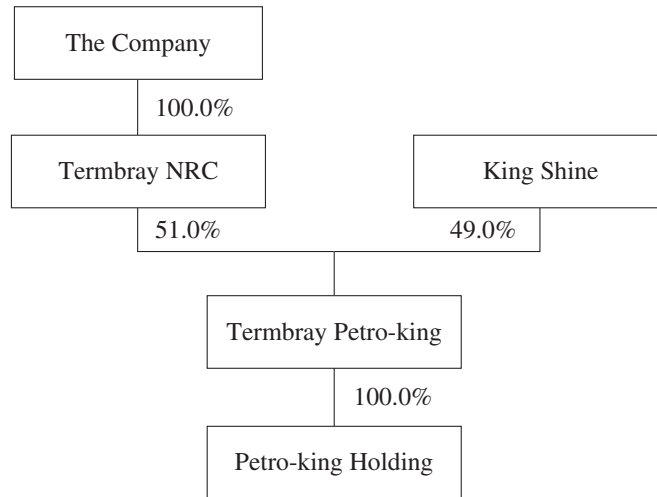 The Company
100.0%
Termbray NRC
King Shine
51.0%
49.0%
Termbray Petro-king
100.0%
Petro-king Holding